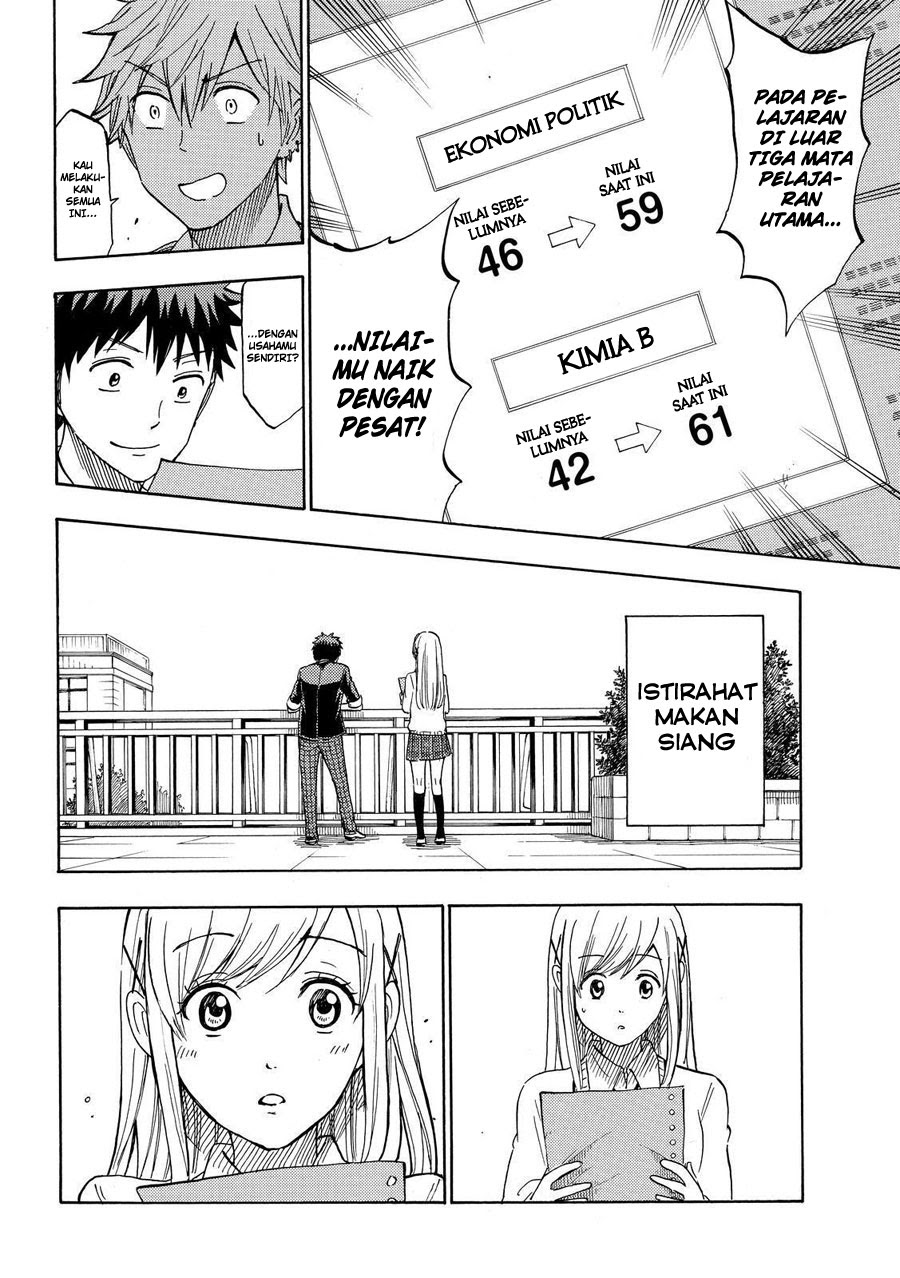 PADA PE-
LAJARAN
DI LUAR
TIGA MATA
PELAJA-
RAN
UTAMA...
EKONOMI POLITIK
NILAI SEBE-
LUMNYA
46
NILAI
SAAT INI
59
KIMIA B
NILAI SEBE-
LUMNYA
42
NILAI
SAAT INI
61
...NILAI-
MU NAIK
DENGAN
PESAT!
KAU
MELAKU-
KAN
SEMUA
INI...
...DENGAN
USAHAMU
SENDIRI?
ISTIRAHAT
MAKAN
SIANG